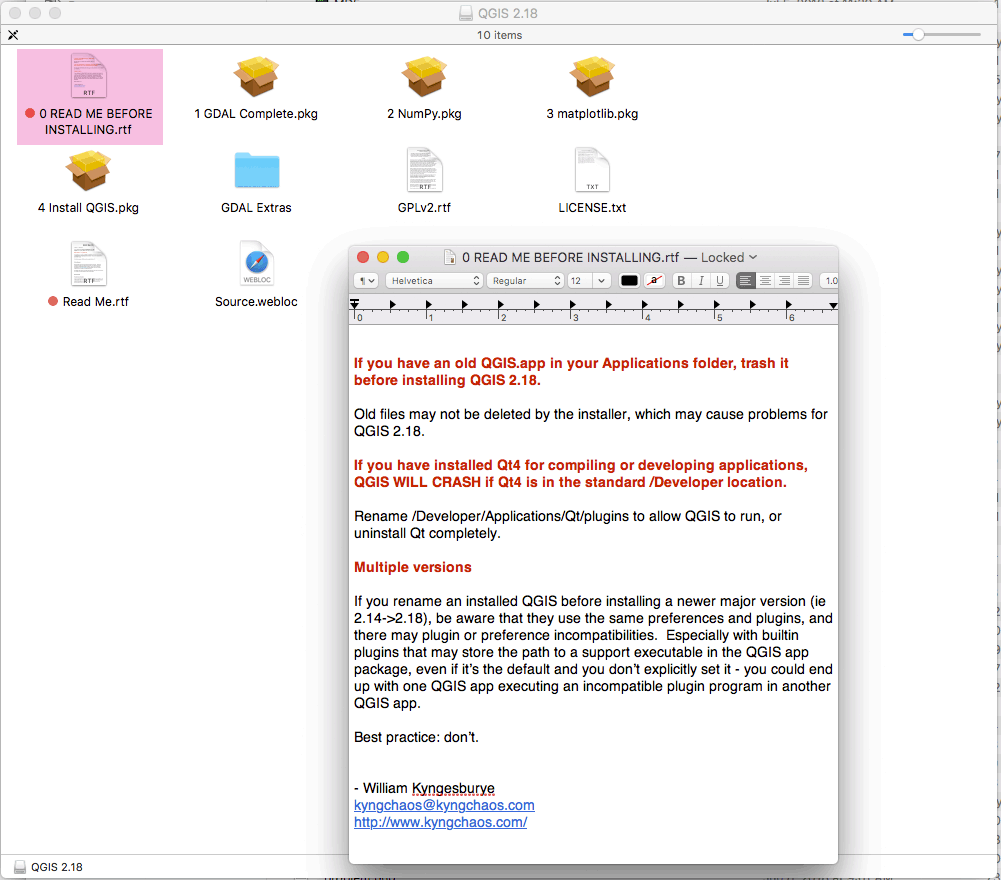 QGIS 2.18
10 items
RTF
0 READ ME BEFORE
INSTALLING.rtf
1 GDAL Complete.pkg
2 NumPy.pkg
3 matplotlib.pkg
4 Install QGIS.pkg
GDAL Extras
RTF
GPLv2.rtf
TXT
LICENSE.txt
RTF
Read Me.rtf
WEBLOC
Source.webloc
0 READ ME BEFORE INSTALLING.rtf — Locked
¶ Helvetica Regular 12 a B I U 1.0
0 1 2 3 4 5 6
If you have an old QGIS.app in your Applications folder, trash it
before installing QGIS 2.18.
Old files may not be deleted by the installer, which may cause problems for
QGIS 2.18.
If you have installed Qt4 for compiling or developing applications,
QGIS WILL CRASH if Qt4 is in the standard /Developer location.
Rename /Developer/Applications/Qt/plugins to allow QGIS to run, or
uninstall Qt completely.
Multiple versions
If you rename an installed QGIS before installing a newer major version (ie
2.14->2.18), be aware that they use the same preferences and plugins, and
there may plugin or preference incompatibilities.  Especially with builtin
plugins that may store the path to a support executable in the QGIS app
package, even if it’s the default and you don’t explicitly set it - you could end
up with one QGIS app executing an incompatible plugin program in another
QGIS app.
Best practice: don’t.
- William Kyngesburye
kyngchaos@kyngchaos.com
http://www.kyngchaos.com/
QGIS 2.18